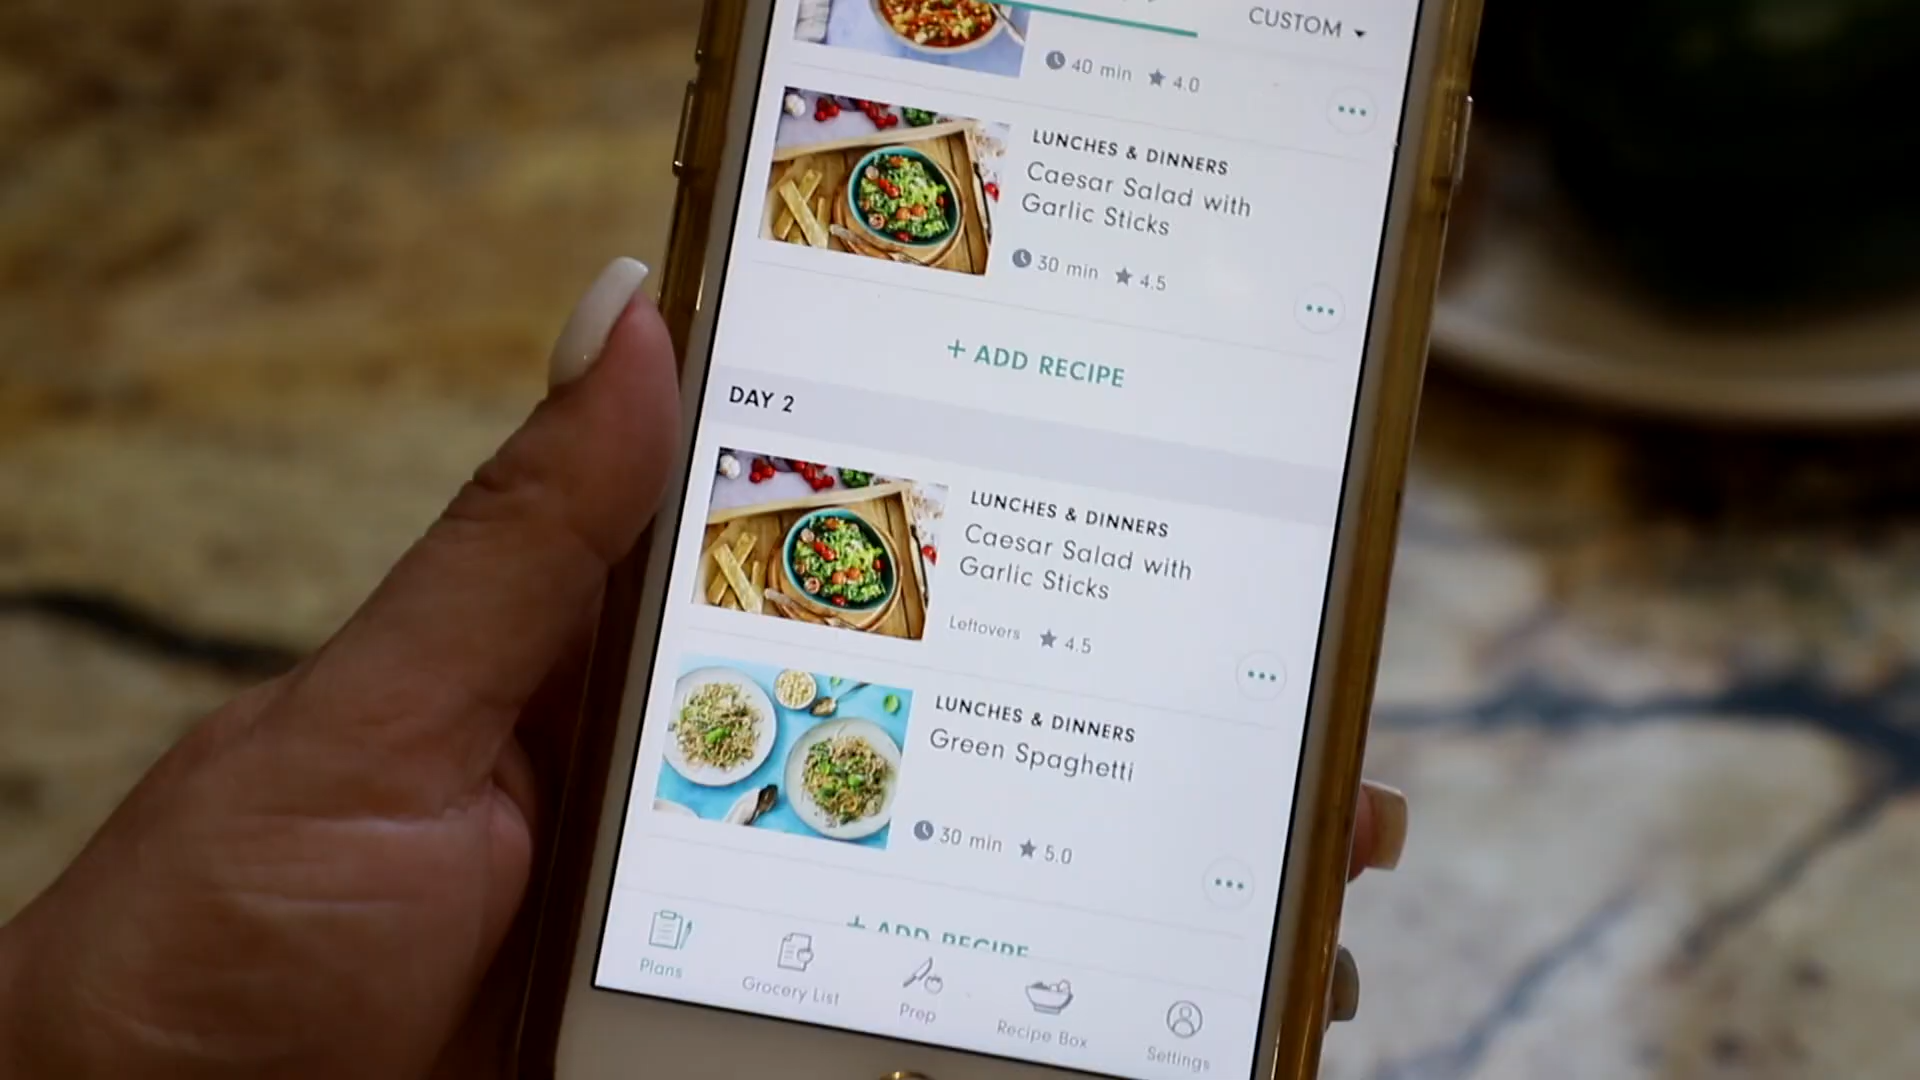 CUSTOM
40 min 4.0
LUNCHES & DINNERS
Caesar Salad with
Garlic Sticks
30 min 4.5
+ ADD RECIPE
DAY 2
LUNCHES & DINNERS
Caesar Salad with
Garlic Sticks
Leftovers 4.5
LUNCHES & DINNERS
Green Spaghetti
30 min 5.0
+ ADD RECIPE
Plans
Grocery List
Prep
Recipe Box
Settings